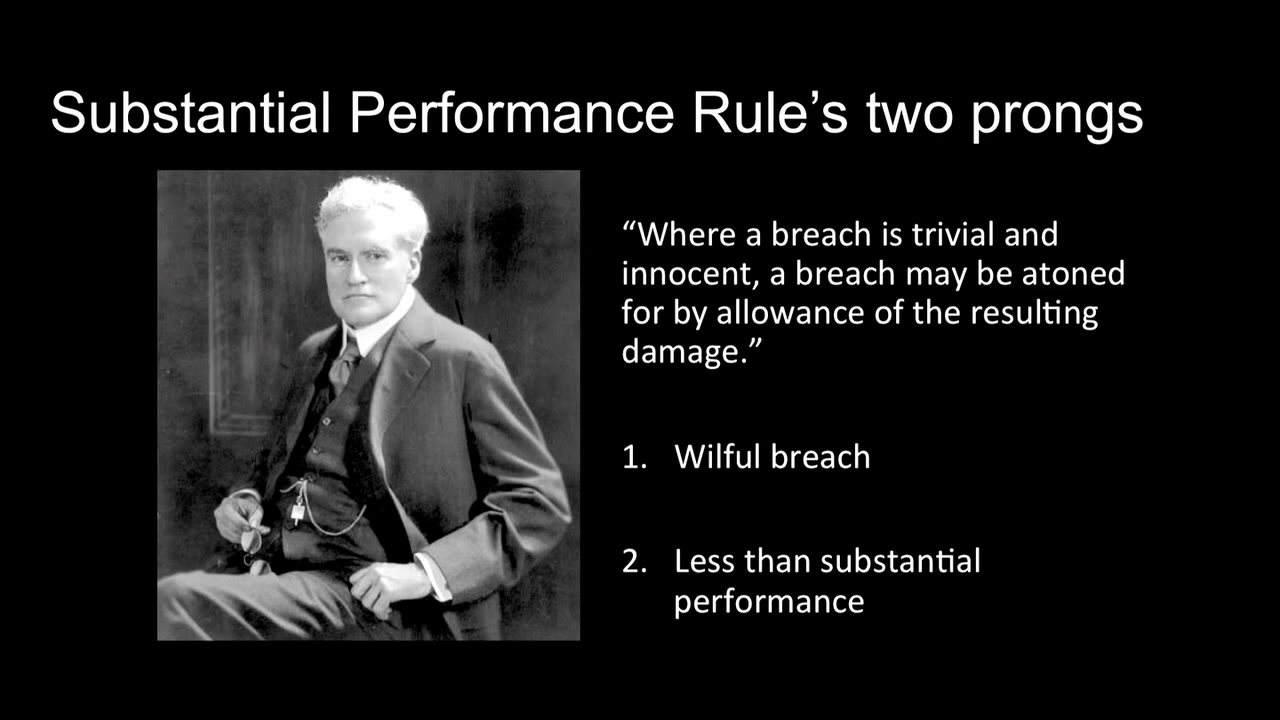 Substantial Performance Rule’s two prongs
“Where a breach is trivial and
innocent, a breach may be atoned
for by allowance of the resulting
damage.”
1. Wilful breach
2. Less than substantial
performance